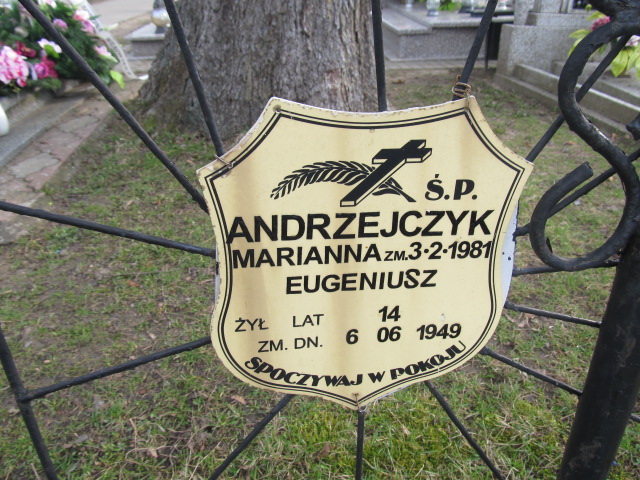 Ś.P.
ANDRZEJCZYK
MARIANNA ZM. 3·2·1981
EUGENIUSZ
ŻYŁ LAT 14
ZM. DN. 6 06 1949
SPOCZYWAJ W POKOJU